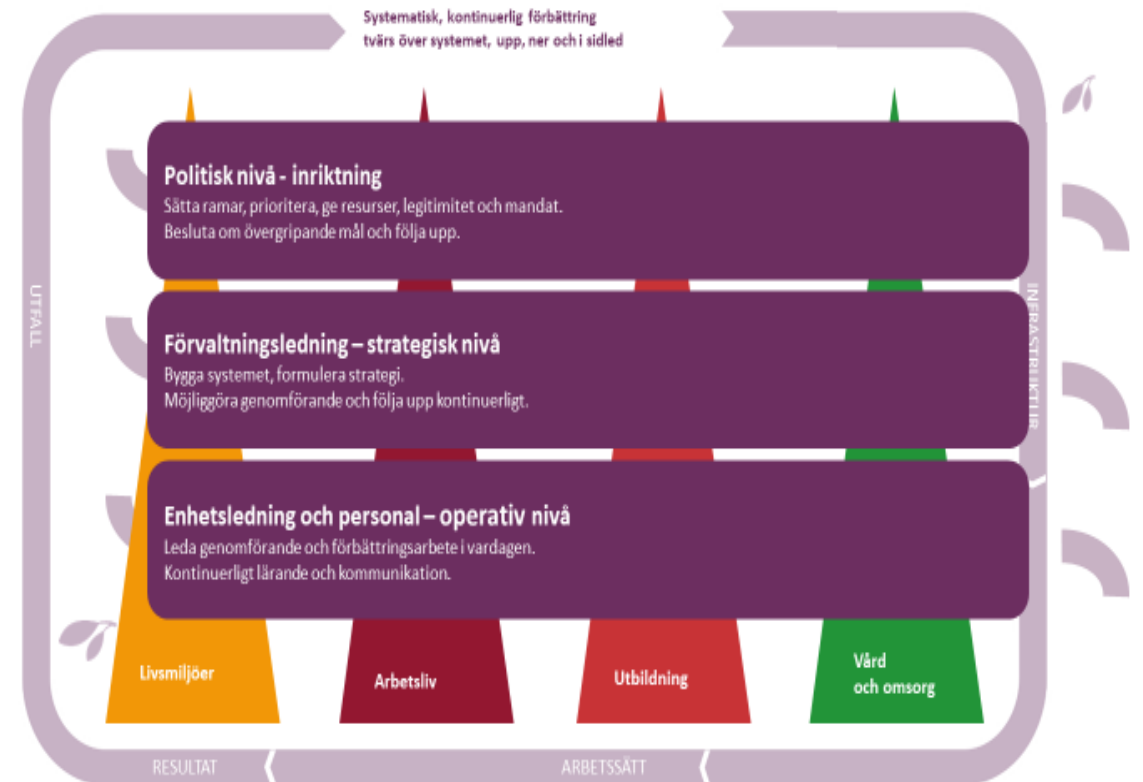 Systematisk, kontinuerlig förbättring
tvärs över systemet, upp, ner och i sidled
Politisk nivå - inriktning
Sätta ramar, prioritera, ge resurser, legitimitet och mandat.
Besluta om övergripande mål och följa upp.
UTFALL
INFRASTRUKTUR
Förvaltningsledning – strategisk nivå
Bygga systemet, formulera strategi.
Möjliggöra genomförande och följa upp kontinuerligt.
Enhetsledning och personal – operativ nivå
Leda genomförande och förbättringsarbete i vardagen.
Kontinuerligt lärande och kommunikation.
Livsmiljöer
Arbetsliv
Utbildning
Vård
och omsorg
RESULTAT
ARBETSSÄTT